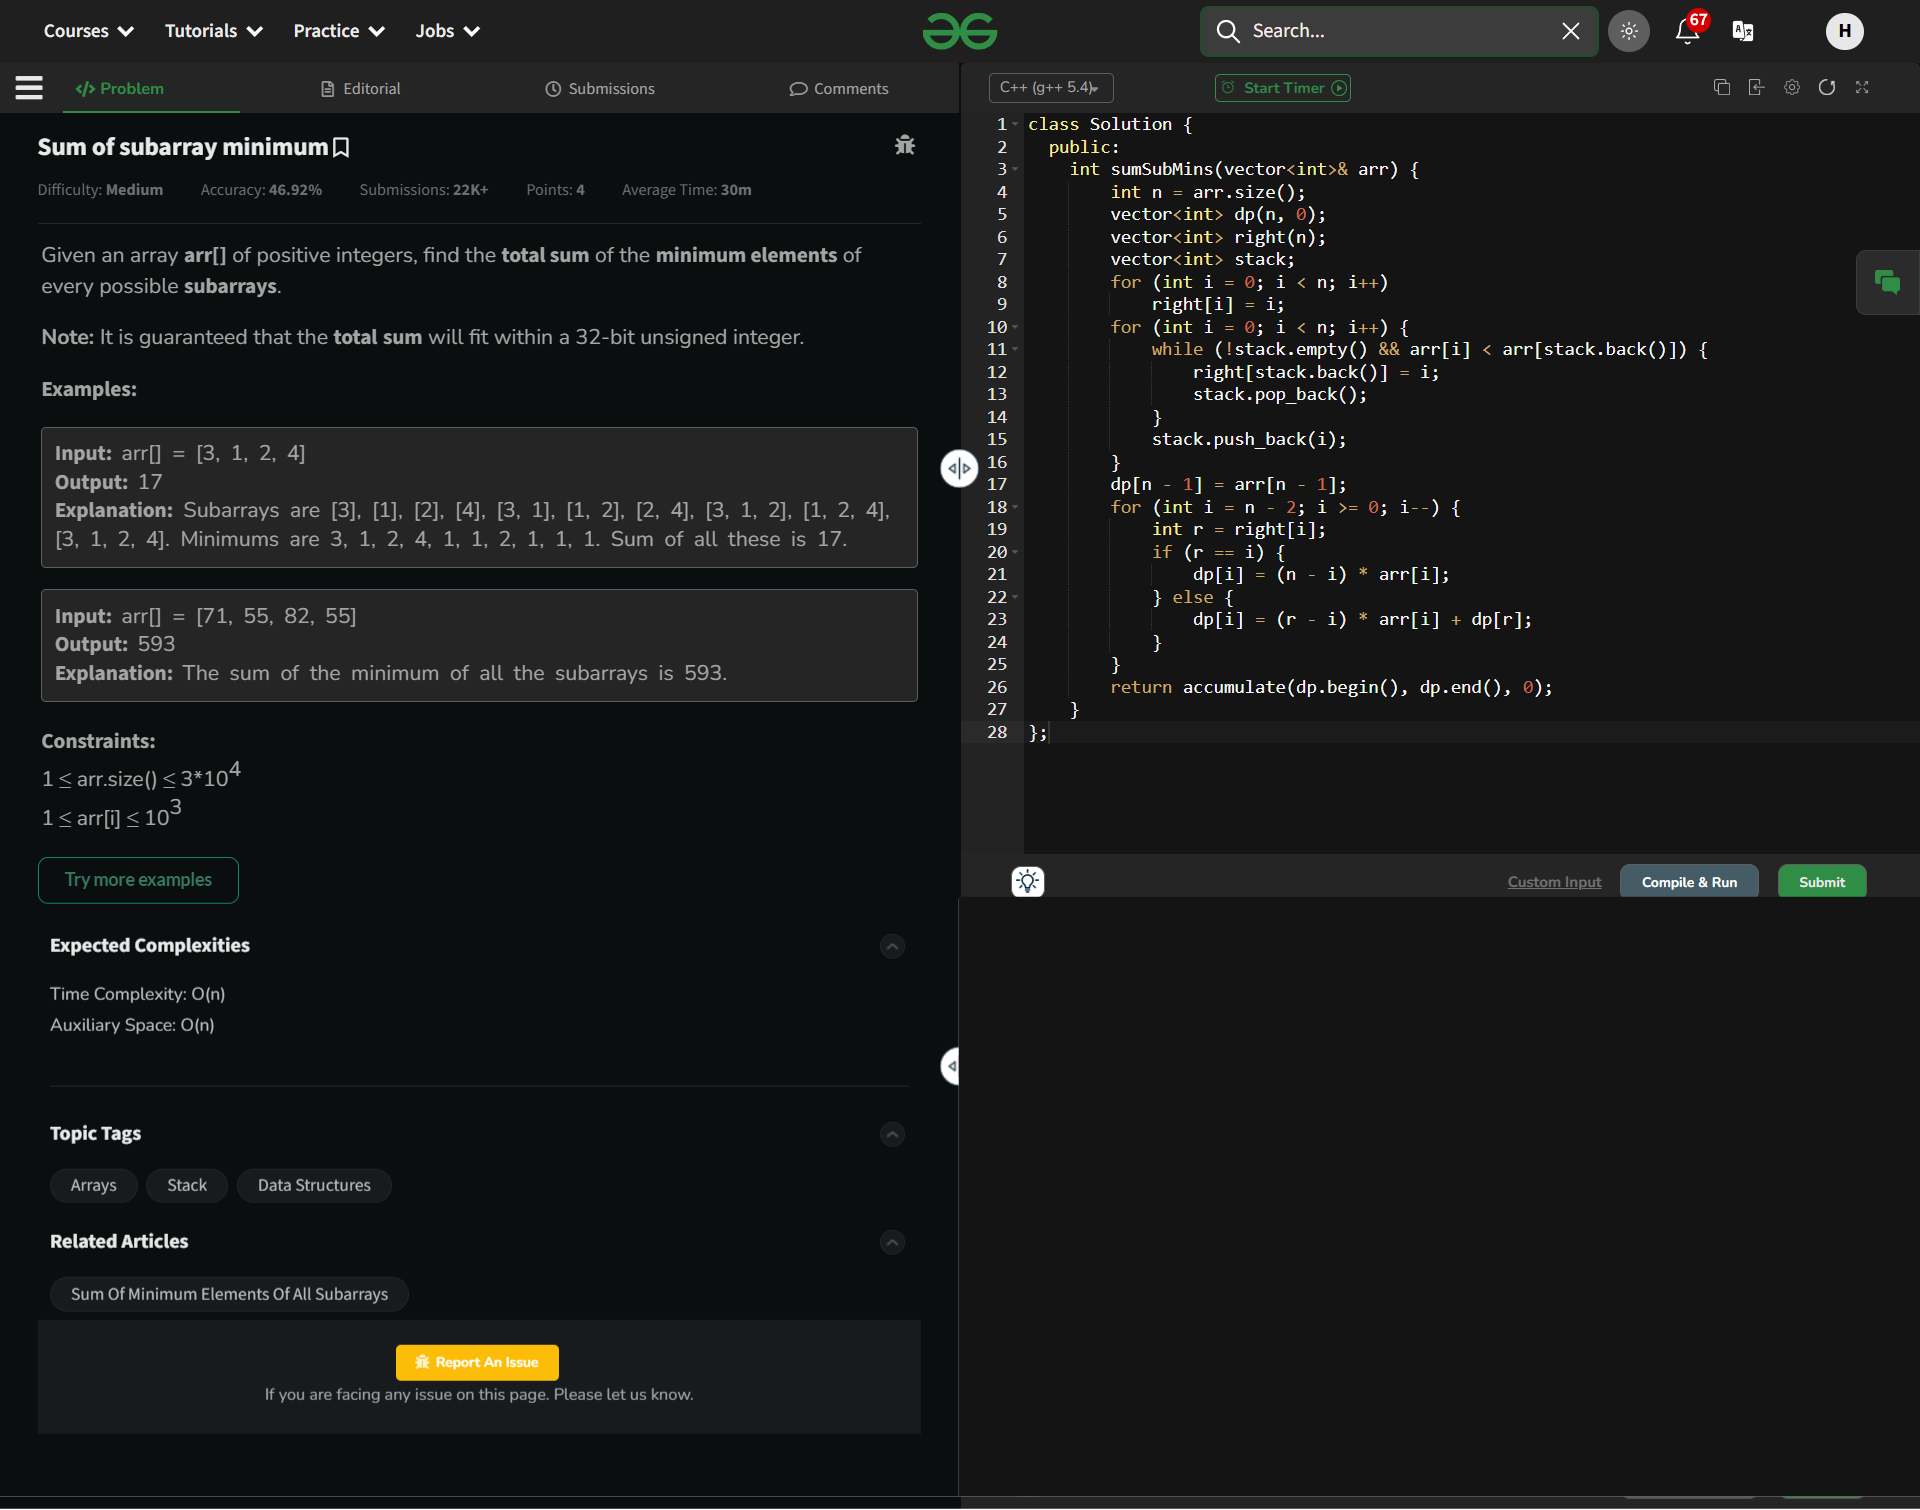 Courses Tutorials Practice Jobs Search... 67 H
Problem Editorial Submissions Comments
C++ (g++ 5.4) Start Timer
Sum of subarray minimum
Difficulty: Medium Accuracy: 46.92% Submissions: 22K+ Points: 4 Average Time: 30m
Given an array arr[] of positive integers, find the total sum of the minimum elements of
every possible subarrays.
Note: It is guaranteed that the total sum will fit within a 32-bit unsigned integer.
Examples:
Input: arr[] = [3, 1, 2, 4]
Output: 17
Explanation: Subarrays are [3], [1], [2], [4], [3, 1], [1, 2], [2, 4], [3, 1, 2], [1, 2, 4],
[3, 1, 2, 4]. Minimums are 3, 1, 2, 4, 1, 1, 2, 1, 1, 1. Sum of all these is 17.
Input: arr[] = [71, 55, 82, 55]
Output: 593
Explanation: The sum of the minimum of all the subarrays is 593.
Constraints:
1 ≤ arr.size() ≤ 3*10^4
1 ≤ arr[i] ≤ 10^3
Try more examples
Expected Complexities
Time Complexity: O(n)
Auxiliary Space: O(n)
Topic Tags
Arrays Stack Data Structures
Related Articles
Sum Of Minimum Elements Of All Subarrays
Report An Issue
If you are facing any issue on this page. Please let us know.
1 class Solution {
2   public:
3     int sumSubMins(vector<int>& arr) {
4         int n = arr.size();
5         vector<int> dp(n, 0);
6         vector<int> right(n);
7         vector<int> stack;
8         for (int i = 0; i < n; i++)
9             right[i] = i;
10         for (int i = 0; i < n; i++) {
11             while (!stack.empty() && arr[i] < arr[stack.back()]) {
12                 right[stack.back()] = i;
13                 stack.pop_back();
14             }
15             stack.push_back(i);
16         }
17         dp[n - 1] = arr[n - 1];
18         for (int i = n - 2; i >= 0; i--) {
19             int r = right[i];
20             if (r == i) {
21                 dp[i] = (n - i) * arr[i];
22             } else {
23                 dp[i] = (r - i) * arr[i] + dp[r];
24             }
25         }
26         return accumulate(dp.begin(), dp.end(), 0);
27     }
28 };
Custom Input Compile & Run Submit